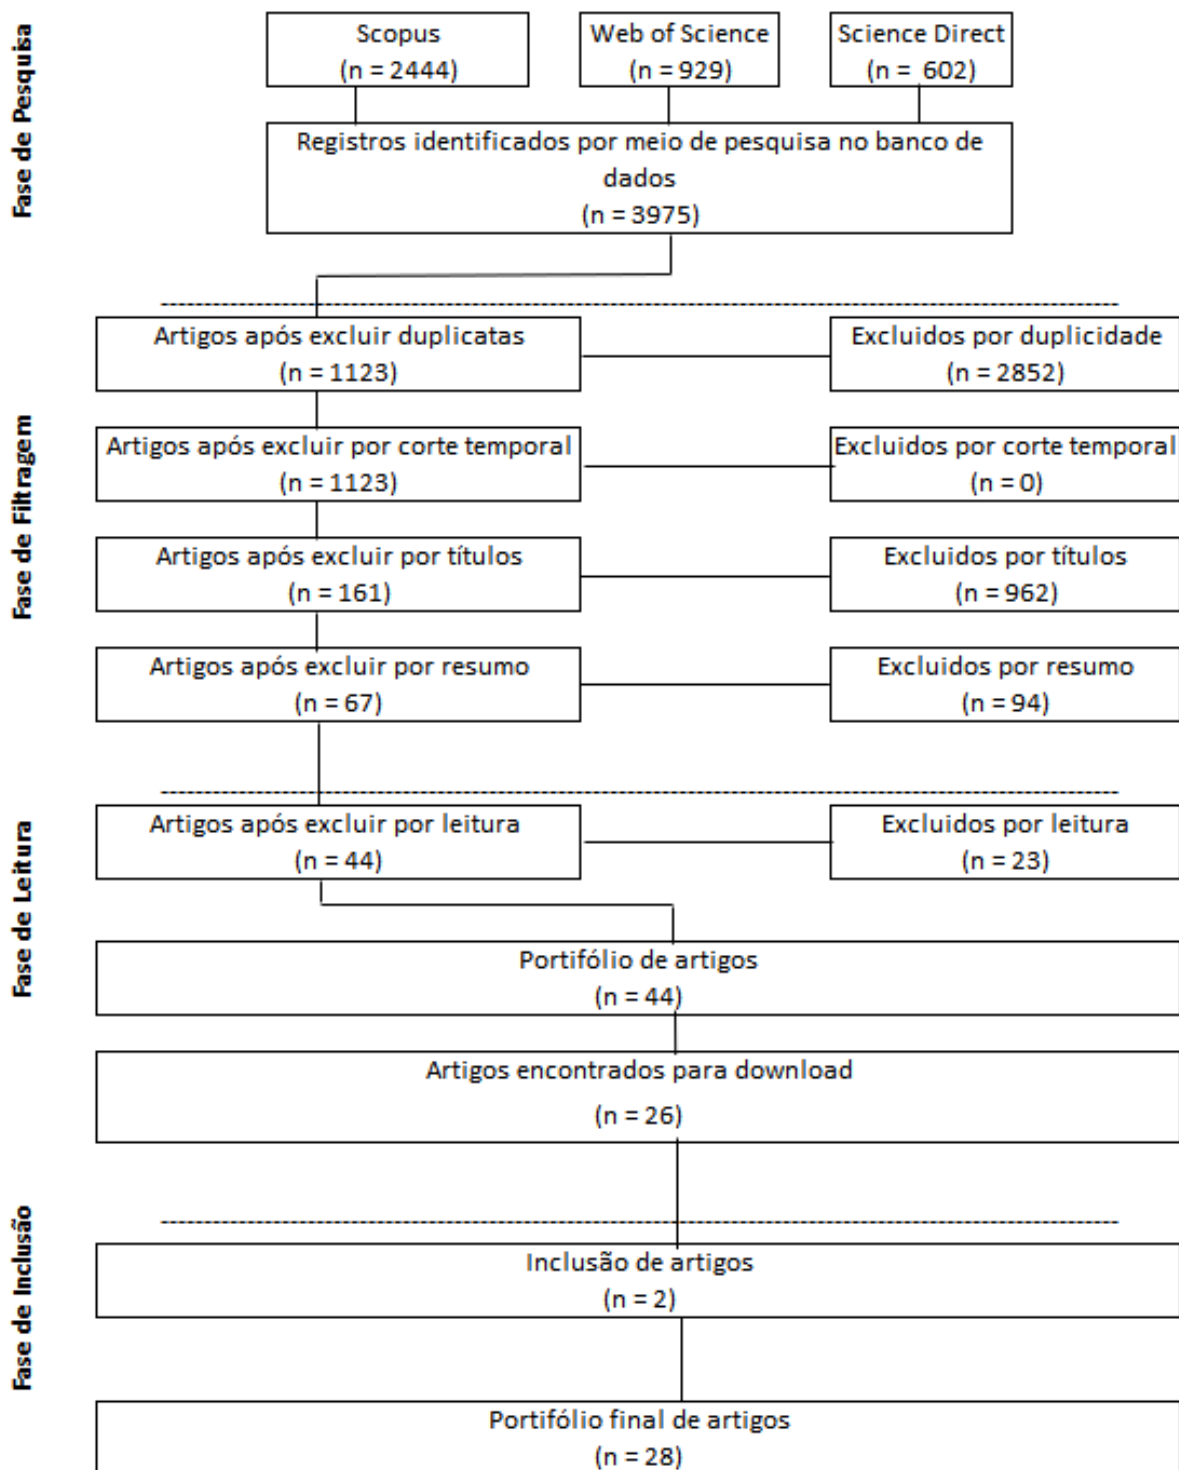 Fase de Pesquisa
Scopus
(n = 2444)
Web of Science
(n = 929)
Science Direct
(n =  602)
Registros identificados por meio de pesquisa no banco de
dados
(n = 3975)
Fase de Filtragem
Artigos após excluir duplicatas
(n = 1123)
Excluidos por duplicidade
(n = 2852)
Artigos após excluir por corte temporal
(n = 1123)
Excluidos por corte temporal
(n = 0)
Artigos após excluir por títulos
(n = 161)
Excluidos por títulos
(n = 962)
Artigos após excluir por resumo
(n = 67)
Excluidos por resumo
(n = 94)
Fase de Leitura
Artigos após excluir por leitura
(n = 44)
Excluidos por leitura
(n = 23)
Portifólio de artigos
(n = 44)
Artigos encontrados para download
(n = 26)
Fase de Inclusão
Inclusão de artigos
(n = 2)
Portifólio final de artigos
(n = 28)